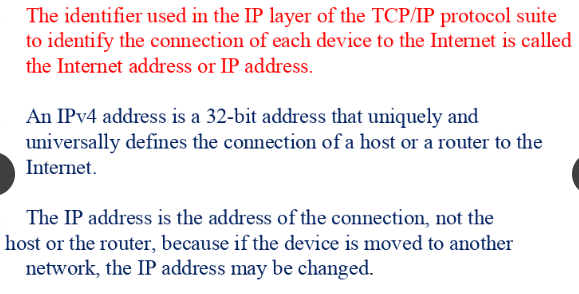 The identifier used in the IP layer of the TCP/IP protocol suite
to identify the connection of each device to the Internet is called
the Internet address or IP address.
An IPv4 address is a 32-bit address that uniquely and
universally defines the connection of a host or a router to the
Internet.
The IP address is the address of the connection, not the
host or the router, because if the device is moved to another
network, the IP address may be changed.